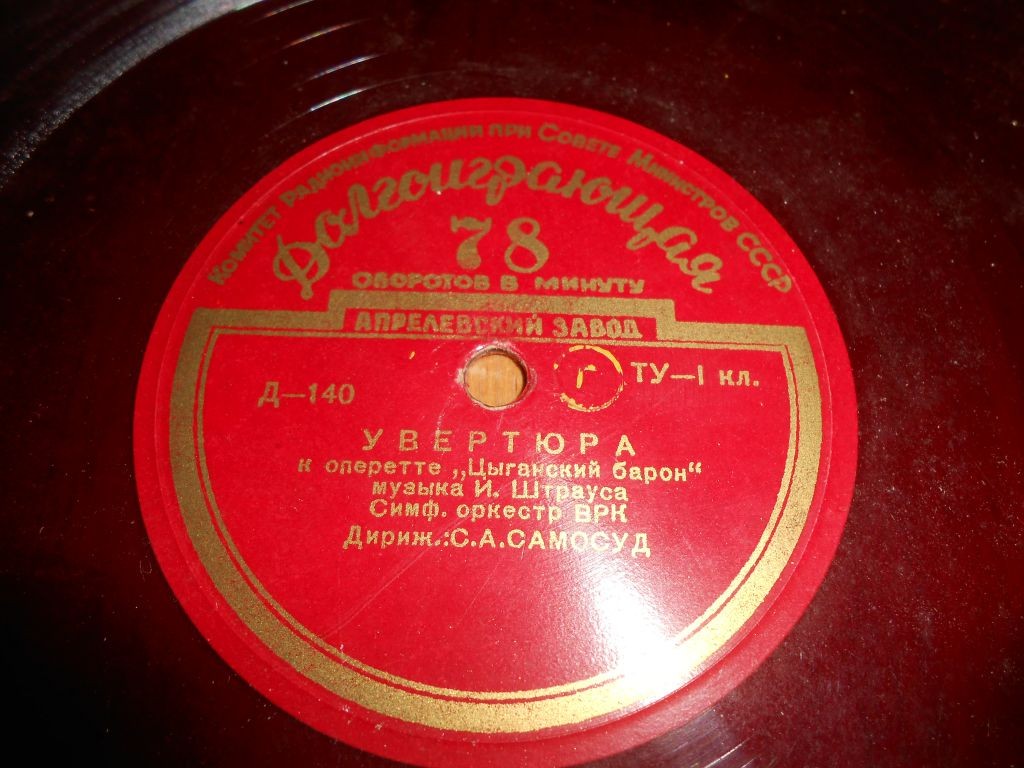 Комитет Радиоинформации при Совете Министров СССР
Долгоиграющая
78
оборотов в минуту
АПРЕЛЕВСКИЙ ЗАВОД
Д—140
г
ТУ—I кл.
УВЕРТЮРА
к оперетте „Цыганский барон“
музыка И. Штрауса
Симф. оркестр ВРК
Дириж.: С.А.САМОСУД